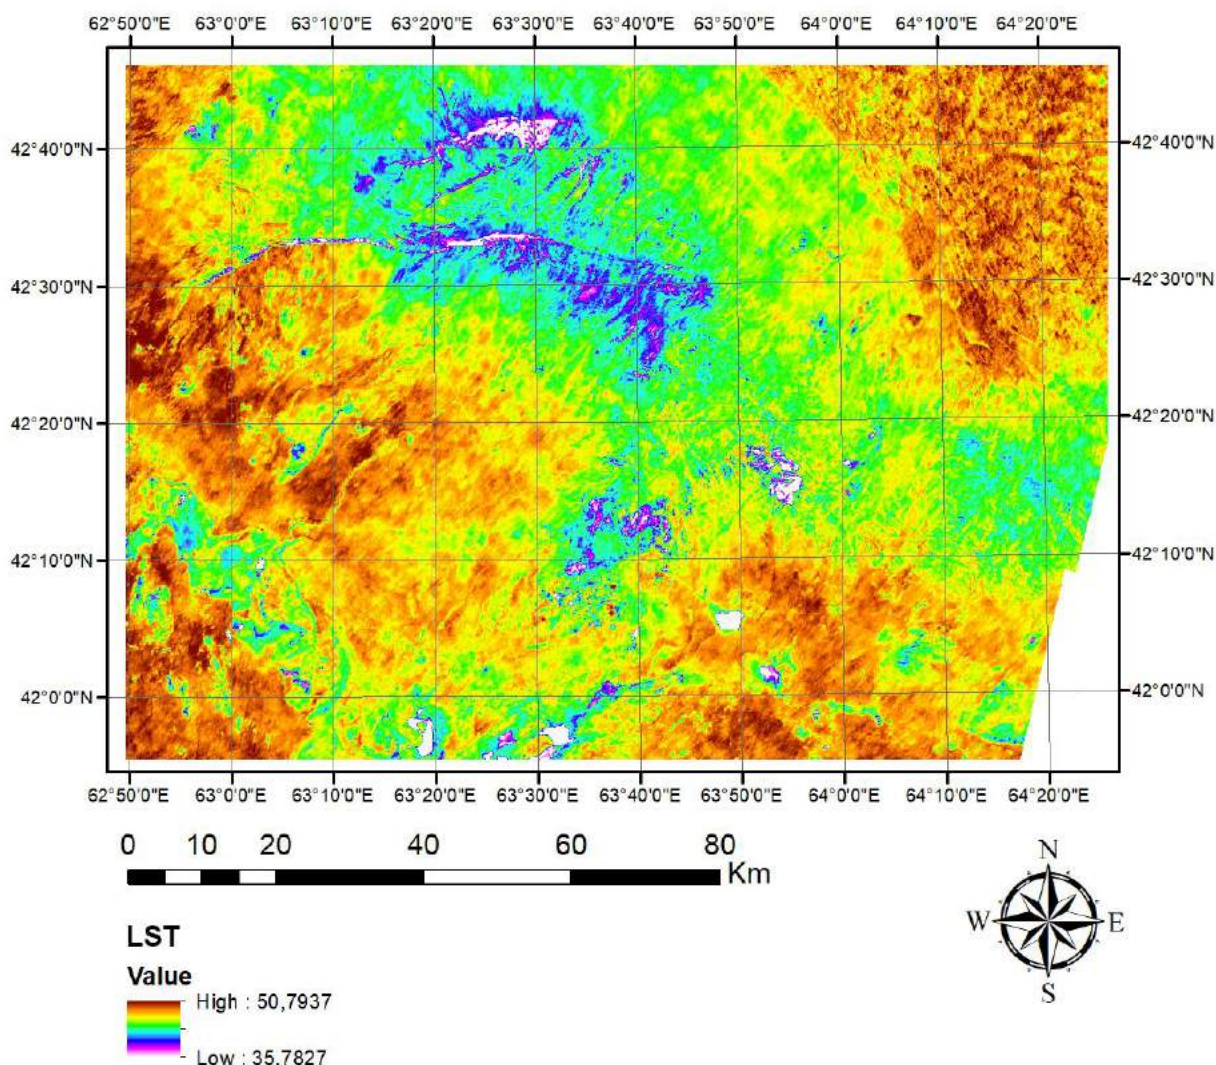 62°50'0"E 63°0'0"E 63°10'0"E 63°20'0"E 63°30'0"E 63°40'0"E 63°50'0"E 64°0'0"E 64°10'0"E 64°20'0"E
42°40'0"N 42°40'0"N
42°30'0"N 42°30'0"N
42°20'0"N 42°20'0"N
42°10'0"N 42°10'0"N
42°0'0"N 42°0'0"N
62°50'0"E 63°0'0"E 63°10'0"E 63°20'0"E 63°30'0"E 63°40'0"E 63°50'0"E 64°0'0"E 64°10'0"E 64°20'0"E
0 10 20 40 60 80
Km
N
W E
S
LST
Value
High : 50,7937
Low : 35,7827